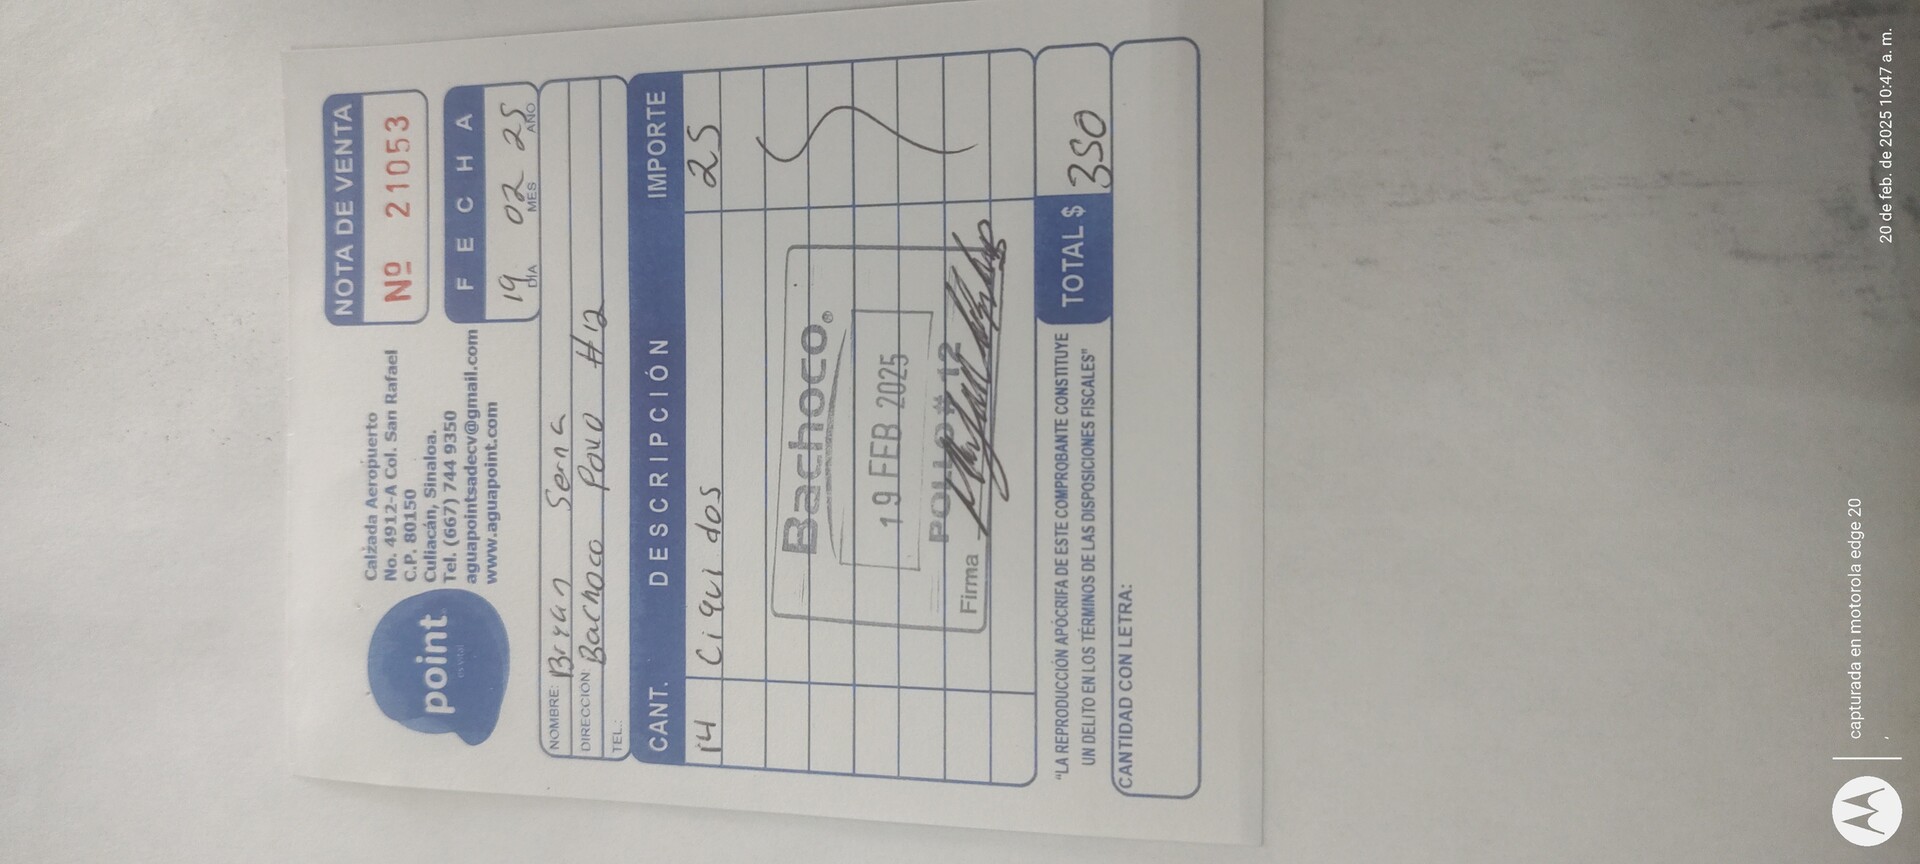 point
es vital
Calzada Aeropuerto
No. 4912-A Col. San Rafael
C.P. 80150
Culiacán, Sinaloa.
Tel. (667) 744 9350
aguapointsadecv@gmail.com
www.aguapoint.com
NOTA DE VENTA
Nº 21053
FECHA
19 02 25
DÍA MES AÑO
NOMBRE: Bryan Serna
DIRECCION: Bachoco Pollo #12
TEL.:
CANT. DESCRIPCIÓN IMPORTE
14 Liquidos 25
Bachoco®
19 FEB 2025
POLLO # 12
Firma
"LA REPRODUCCIÓN APÓCRIFA DE ESTE COMPROBANTE CONSTITUYE
UN DELITO EN LOS TÉRMINOS DE LAS DISPOSICIONES FISCALES"
TOTAL $ 350
CANTIDAD CON LETRA:
capturada en motorola edge 20
,
20 de feb. de 2025 10:47 a. m.